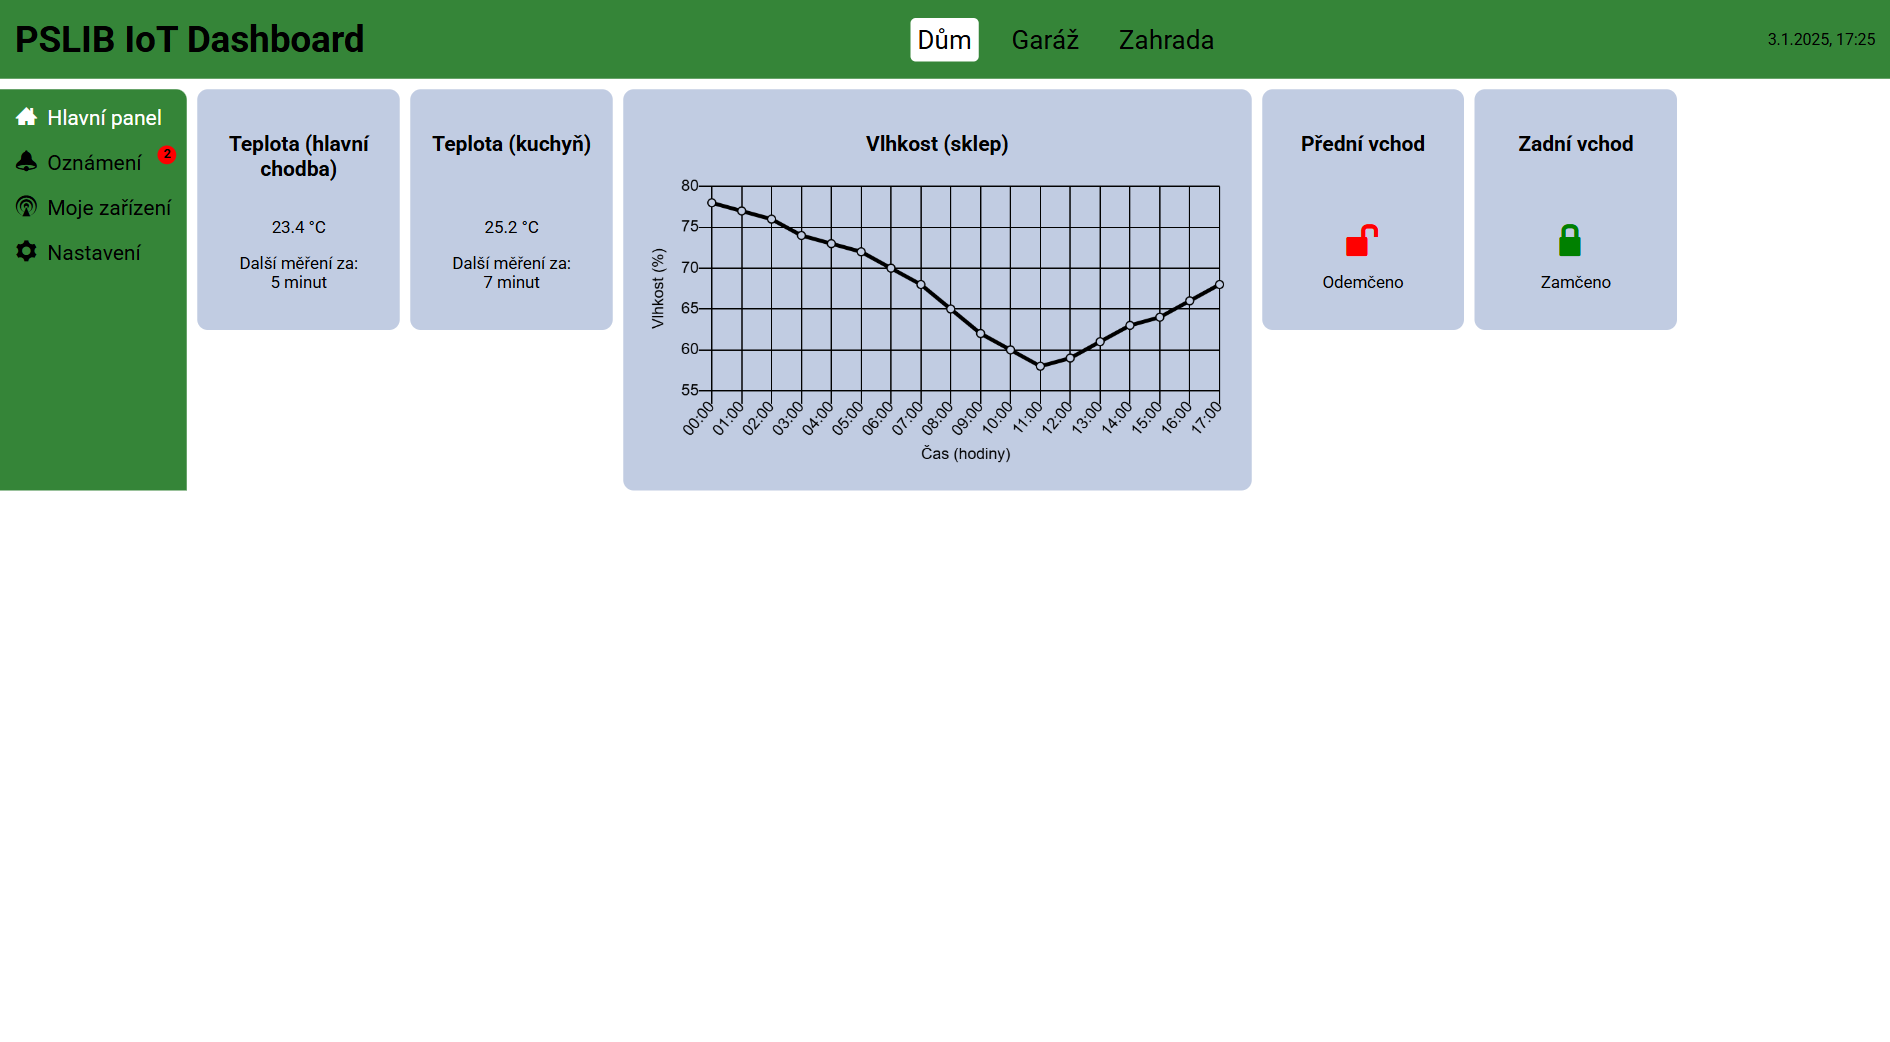 PSLIB IoT Dashboard
Dům
Garáž
Zahrada
3.1.2025, 17:25
Hlavní panel
Oznámení
2
Moje zařízení
Nastavení
Teplota (hlavní
chodba)
23.4 °C
Další měření za:
5 minut
Teplota (kuchyň)
25.2 °C
Další měření za:
7 minut
Vlhkost (sklep)
Vlhkost (%)
80
75
70
65
60
55
00:00
01:00
02:00
03:00
04:00
05:00
06:00
07:00
08:00
09:00
10:00
11:00
12:00
13:00
14:00
15:00
16:00
17:00
Čas (hodiny)
Přední vchod
Odemčeno
Zadní vchod
Zamčeno